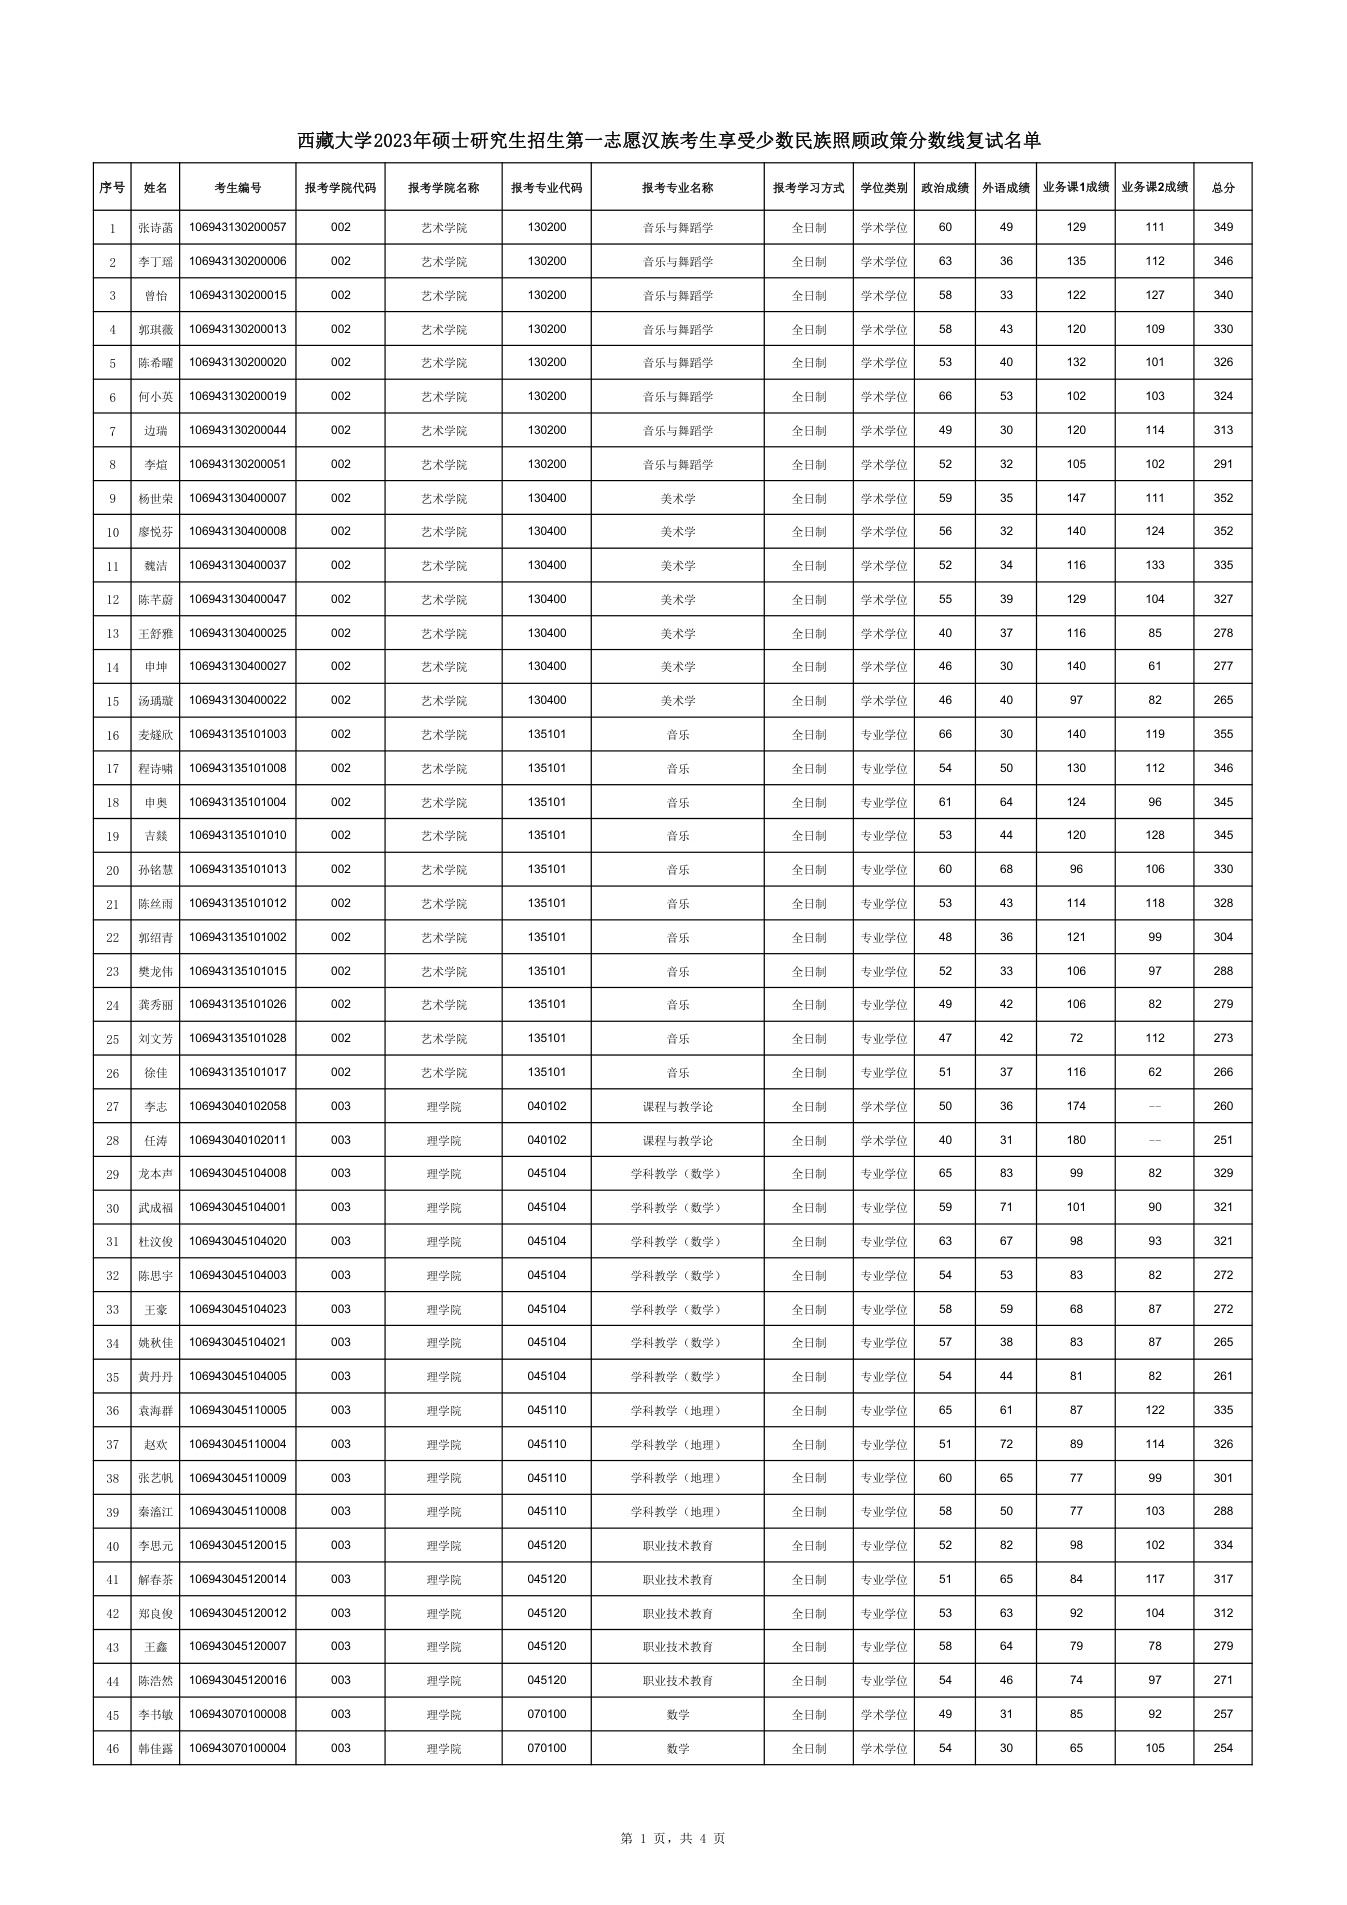 西藏大学2023年硕士研究生招生第一志愿汉族考生享受少数民族照顾政策分数线复试名单
序号 姓名 考生编号 报考学院代码 报考学院名称 报考专业代码 报考专业名称 报考学习方式 学位类别 政治成绩 外语成绩 业务课1成绩 业务课2成绩 总分
1 张诗菡 106943130200057 002 艺术学院 130200 音乐与舞蹈学 全日制 学术学位 60 49 129 111 349
2 李丁瑶 106943130200006 002 艺术学院 130200 音乐与舞蹈学 全日制 学术学位 63 36 135 112 346
3 曾怡 106943130200015 002 艺术学院 130200 音乐与舞蹈学 全日制 学术学位 58 33 122 127 340
4 郭琪薇 106943130200013 002 艺术学院 130200 音乐与舞蹈学 全日制 学术学位 58 43 120 109 330
5 陈希曜 106943130200020 002 艺术学院 130200 音乐与舞蹈学 全日制 学术学位 53 40 132 101 326
6 何小英 106943130200019 002 艺术学院 130200 音乐与舞蹈学 全日制 学术学位 66 53 102 103 324
7 边瑞 106943130200044 002 艺术学院 130200 音乐与舞蹈学 全日制 学术学位 49 30 120 114 313
8 李煊 106943130200051 002 艺术学院 130200 音乐与舞蹈学 全日制 学术学位 52 32 105 102 291
9 杨世荣 106943130400007 002 艺术学院 130400 美术学 全日制 学术学位 59 35 147 111 352
10 廖悦芬 106943130400008 002 艺术学院 130400 美术学 全日制 学术学位 56 32 140 124 352
11 魏洁 106943130400037 002 艺术学院 130400 美术学 全日制 学术学位 52 34 116 133 335
12 陈芊蔚 106943130400047 002 艺术学院 130400 美术学 全日制 学术学位 55 39 129 104 327
13 王舒雅 106943130400025 002 艺术学院 130400 美术学 全日制 学术学位 40 37 116 85 278
14 申坤 106943130400027 002 艺术学院 130400 美术学 全日制 学术学位 46 30 140 61 277
15 汤瑀璇 106943130400022 002 艺术学院 130400 美术学 全日制 学术学位 46 40 97 82 265
16 麦燧欣 106943135101003 002 艺术学院 135101 音乐 全日制 专业学位 66 30 140 119 355
17 程诗啸 106943135101008 002 艺术学院 135101 音乐 全日制 专业学位 54 50 130 112 346
18 申奥 106943135101004 002 艺术学院 135101 音乐 全日制 专业学位 61 64 124 96 345
19 吉燚 106943135101010 002 艺术学院 135101 音乐 全日制 专业学位 53 44 120 128 345
20 孙铭慧 106943135101013 002 艺术学院 135101 音乐 全日制 专业学位 60 68 96 106 330
21 陈丝雨 106943135101012 002 艺术学院 135101 音乐 全日制 专业学位 53 43 114 118 328
22 郭绍青 106943135101002 002 艺术学院 135101 音乐 全日制 专业学位 48 36 121 99 304
23 樊龙伟 106943135101015 002 艺术学院 135101 音乐 全日制 专业学位 52 33 106 97 288
24 龚秀丽 106943135101026 002 艺术学院 135101 音乐 全日制 专业学位 49 42 106 82 279
25 刘文芳 106943135101028 002 艺术学院 135101 音乐 全日制 专业学位 47 42 72 112 273
26 徐佳 106943135101017 002 艺术学院 135101 音乐 全日制 专业学位 51 37 116 62 266
27 李志 106943040102058 003 理学院 040102 课程与教学论 全日制 学术学位 50 36 174 -- 260
28 任涛 106943040102011 003 理学院 040102 课程与教学论 全日制 学术学位 40 31 180 -- 251
29 龙本声 106943045104008 003 理学院 045104 学科教学（数学） 全日制 专业学位 65 83 99 82 329
30 武成福 106943045104001 003 理学院 045104 学科教学（数学） 全日制 专业学位 59 71 101 90 321
31 杜汶俊 106943045104020 003 理学院 045104 学科教学（数学） 全日制 专业学位 63 67 98 93 321
32 陈思宇 106943045104003 003 理学院 045104 学科教学（数学） 全日制 专业学位 54 53 83 82 272
33 王豪 106943045104023 003 理学院 045104 学科教学（数学） 全日制 专业学位 58 59 68 87 272
34 姚秋佳 106943045104021 003 理学院 045104 学科教学（数学） 全日制 专业学位 57 38 83 87 265
35 黄丹丹 106943045104005 003 理学院 045104 学科教学（数学） 全日制 专业学位 54 44 81 82 261
36 袁海群 106943045110005 003 理学院 045110 学科教学（地理） 全日制 专业学位 65 61 87 122 335
37 赵欢 106943045110004 003 理学院 045110 学科教学（地理） 全日制 专业学位 51 72 89 114 326
38 张艺帆 106943045110009 003 理学院 045110 学科教学（地理） 全日制 专业学位 60 65 77 99 301
39 秦滥江 106943045110008 003 理学院 045110 学科教学（地理） 全日制 专业学位 58 50 77 103 288
40 李思元 106943045120015 003 理学院 045120 职业技术教育 全日制 专业学位 52 82 98 102 334
41 解春茶 106943045120014 003 理学院 045120 职业技术教育 全日制 专业学位 51 65 84 117 317
42 郑良俊 106943045120012 003 理学院 045120 职业技术教育 全日制 专业学位 53 63 92 104 312
43 王鑫 106943045120007 003 理学院 045120 职业技术教育 全日制 专业学位 58 64 79 78 279
44 陈浩然 106943045120016 003 理学院 045120 职业技术教育 全日制 专业学位 54 46 74 97 271
45 李书敏 106943070100008 003 理学院 070100 数学 全日制 学术学位 49 31 85 92 257
46 韩佳露 106943070100004 003 理学院 070100 数学 全日制 学术学位 54 30 65 105 254
第 1 页，共 4 页